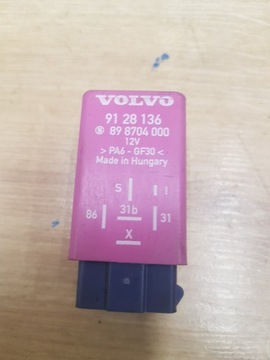 VOLVO
91 28 136
S 89 8704 000
12V
> PA6 - GF30 <
Made in Hungary
S I
86 31b 31
X